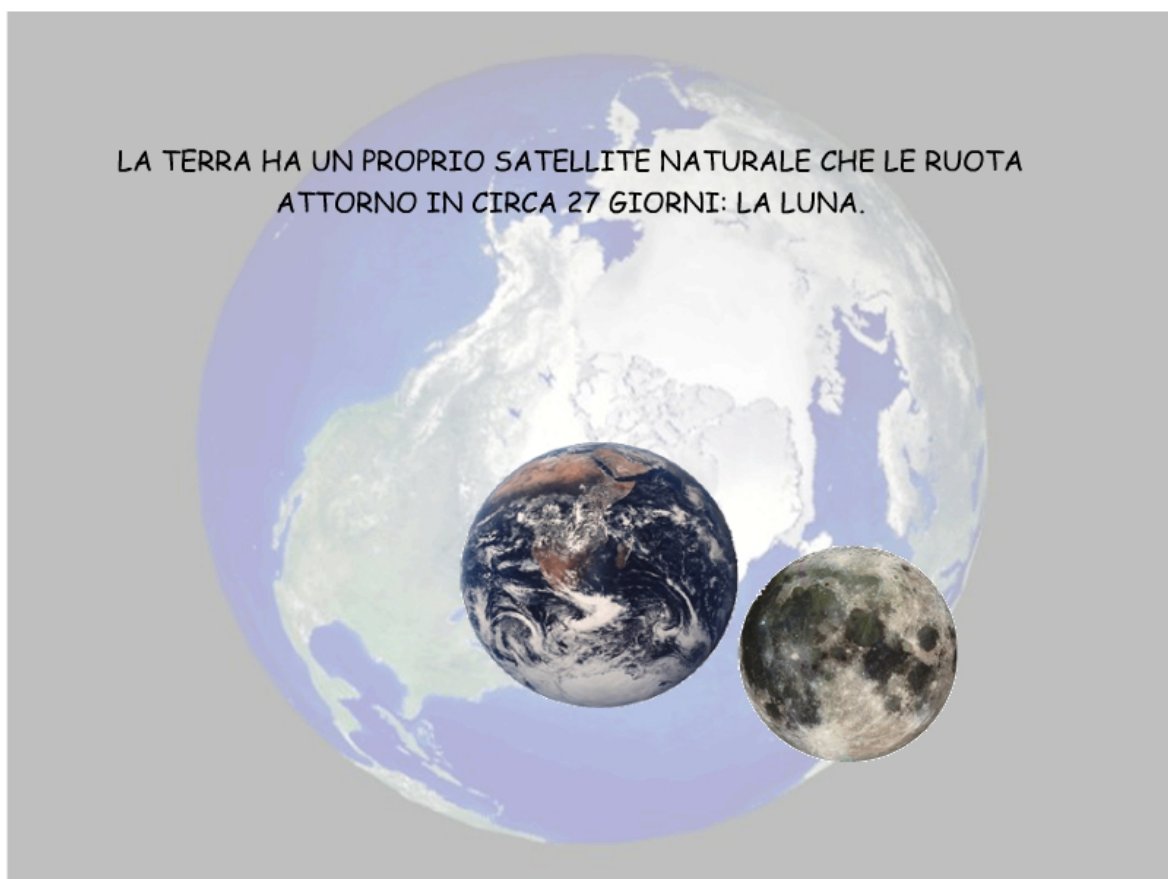 LA TERRA HA UN PROPRIO SATELLITE NATURALE CHE LE RUOTA
ATTORNO IN CIRCA 27 GIORNI: LA LUNA.